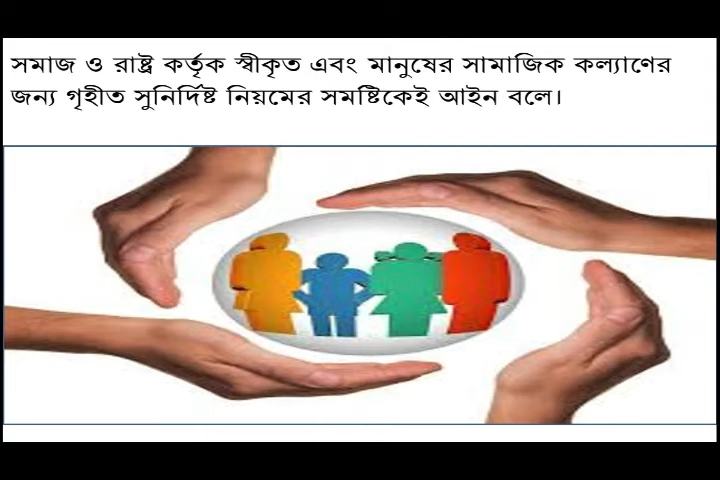 সমাজ ও রাষ্ট্র কর্তৃক স্বীকৃত এবং মানুষের সামাজিক কল্যাণের
জন্য গৃহীত সুনির্দিষ্ট নিয়মের সমষ্টিকেই আইন বলে।